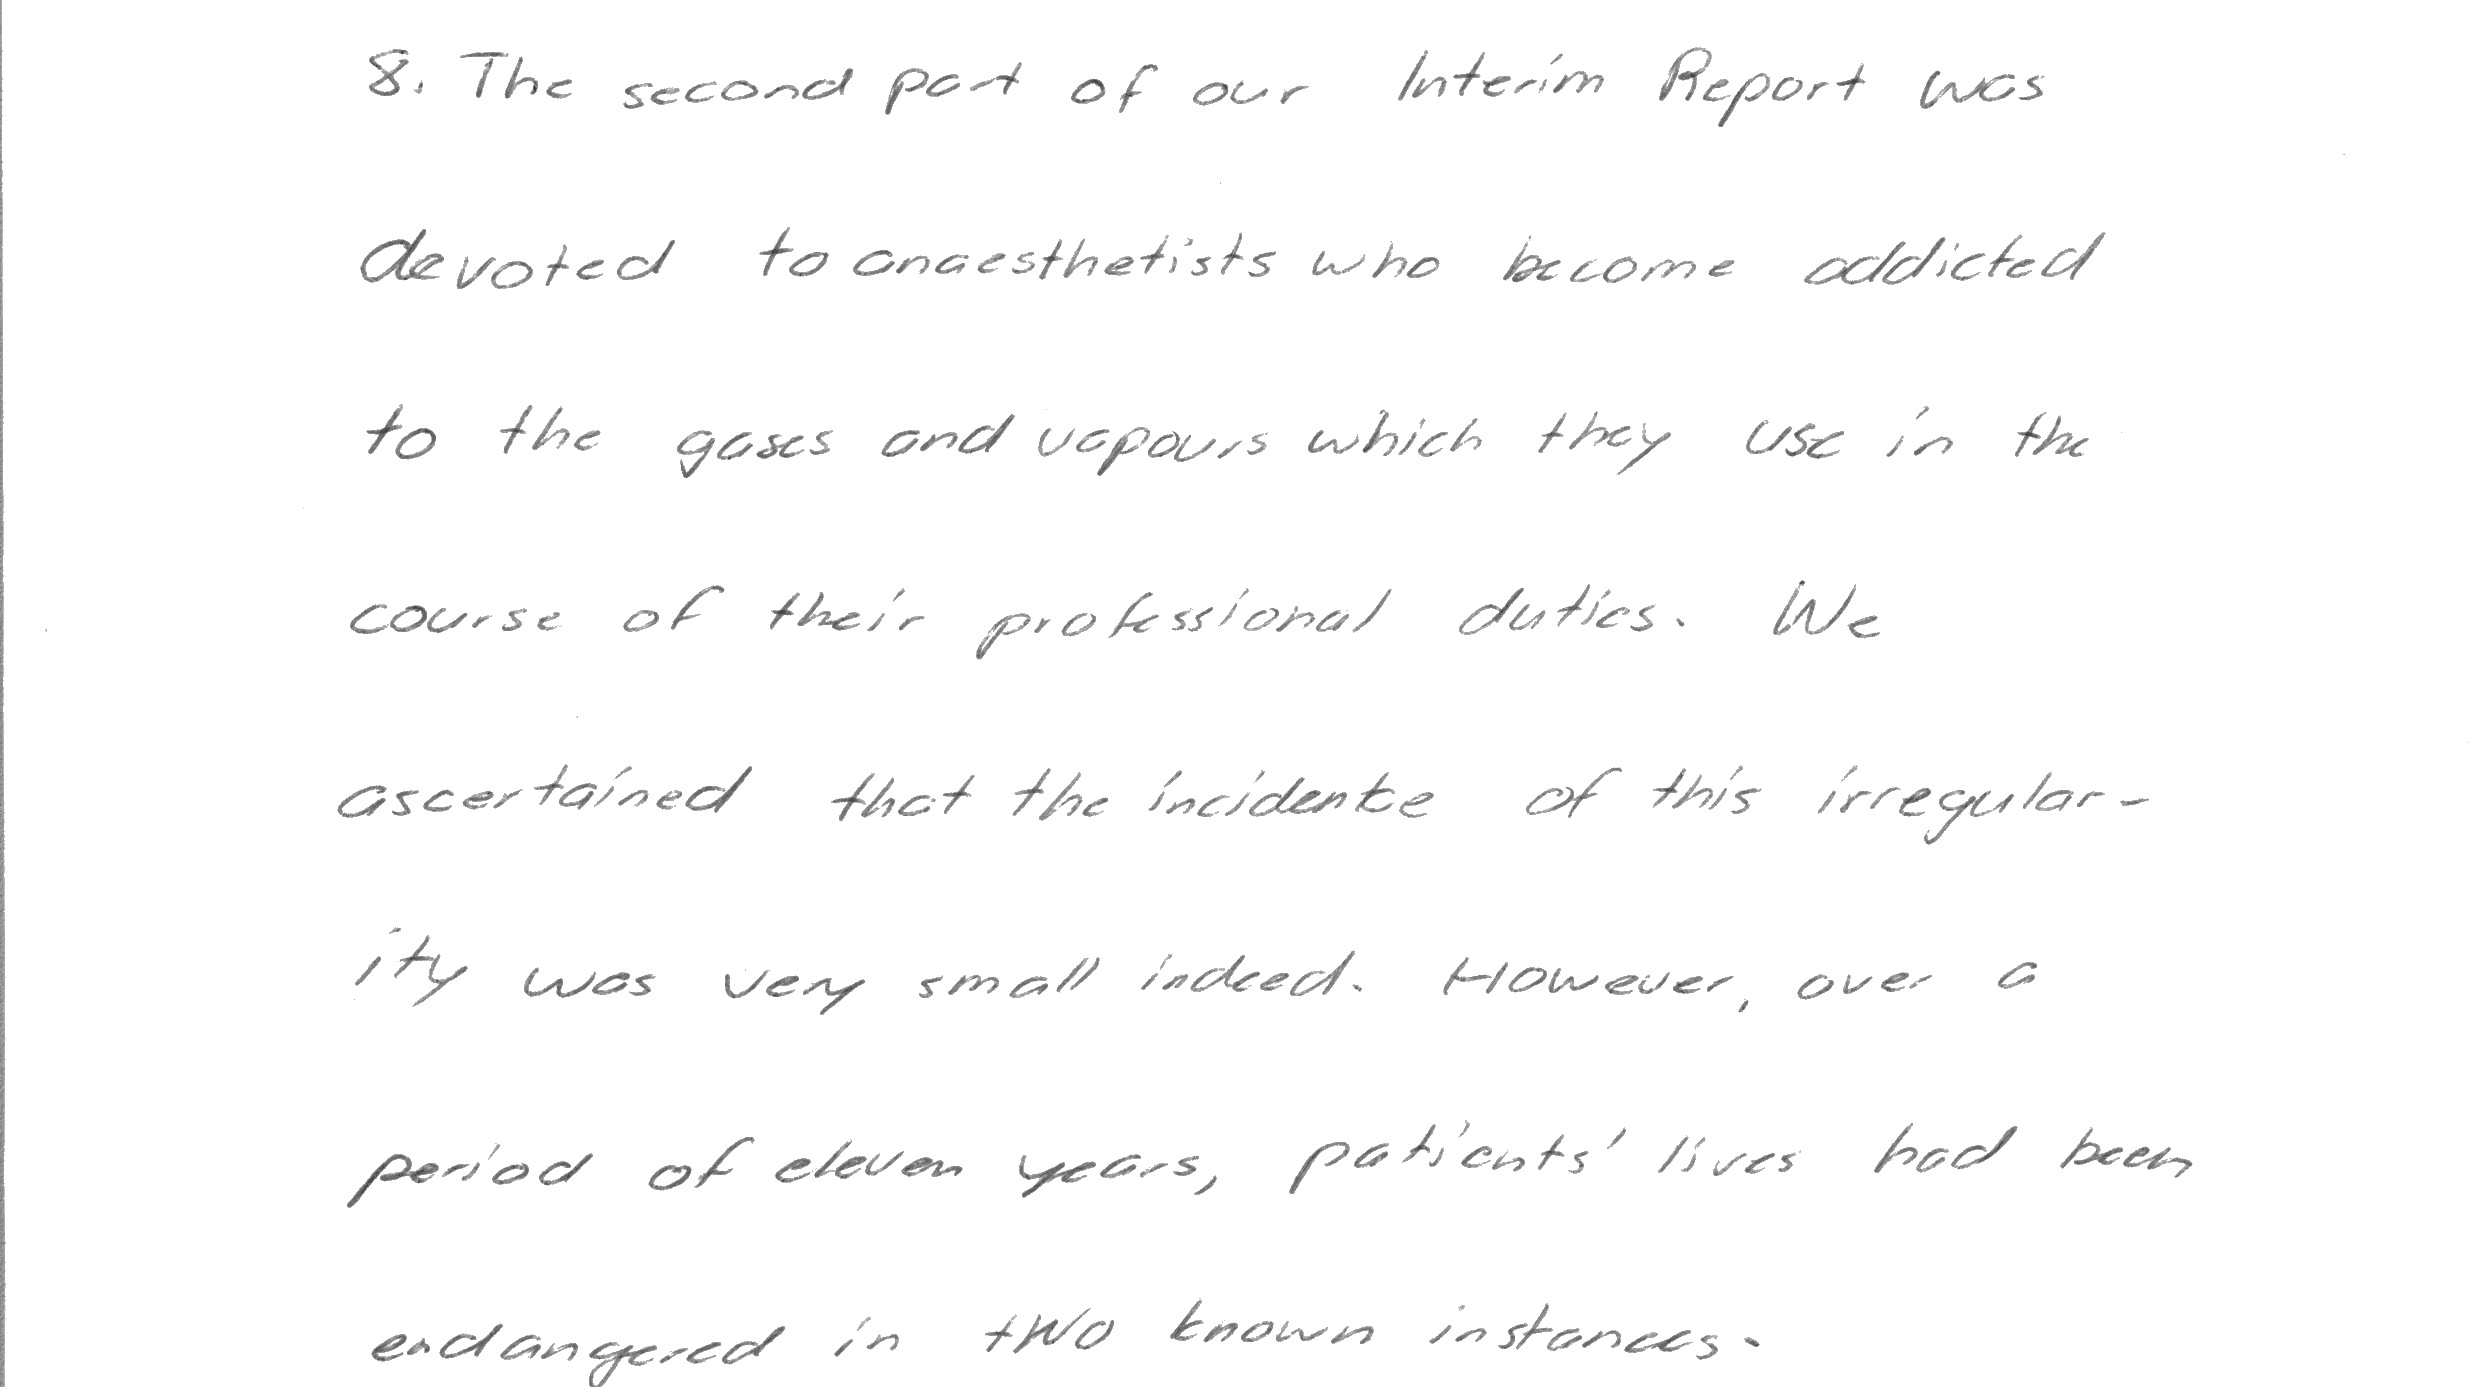 8. The second part of our Interim Report was
devoted to anaesthetists who become addicted
to the gases and vapours which they use in the
course of their professional duties. We
ascertained that the incidence of this irregular-
ity was very small indeed. However, over a
period of eleven years, patients' lives had been
endangered in two known instances.